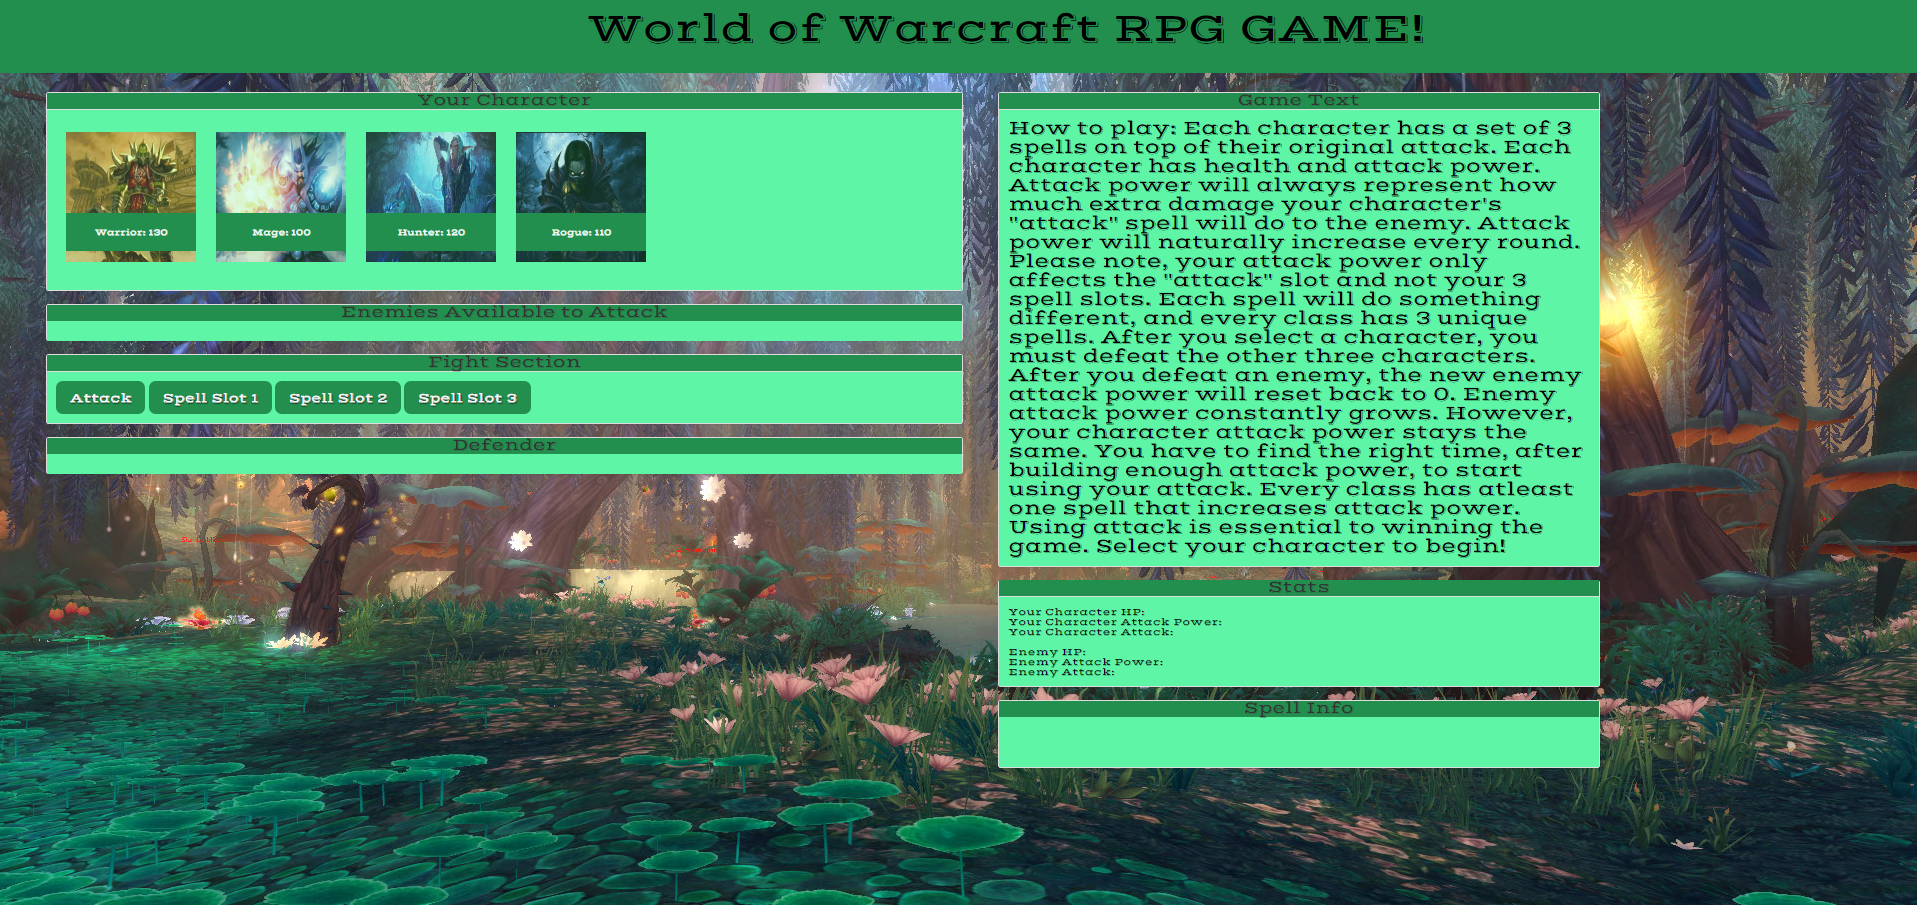 World of Warcraft RPG GAME!
Your Character
Warrior: 130
Mage: 100
Hunter: 120
Rogue: 110
Enemies Available to Attack
Fight Section
Attack
Spell Slot 1
Spell Slot 2
Spell Slot 3
Defender
Game Text
How to play: Each character has a set of 3
spells on top of their original attack. Each
character has health and attack power.
Attack power will always represent how
much extra damage your character's
"attack" spell will do to the enemy. Attack
power will naturally increase every round.
Please note, your attack power only
affects the "attack" slot and not your 3
spell slots. Each spell will do something
different, and every class has 3 unique
spells. After you select a character, you
must defeat the other three characters.
After you defeat an enemy, the new enemy
attack power will reset back to 0. Enemy
attack power constantly grows. However,
your character attack power stays the
same. You have to find the right time, after
building enough attack power, to start
using your attack. Every class has atleast
one spell that increases attack power.
Using attack is essential to winning the
game. Select your character to begin!
Stats
Your Character HP:
Your Character Attack Power:
Your Character Attack:
Enemy HP:
Enemy Attack Power:
Enemy Attack:
Spell Info